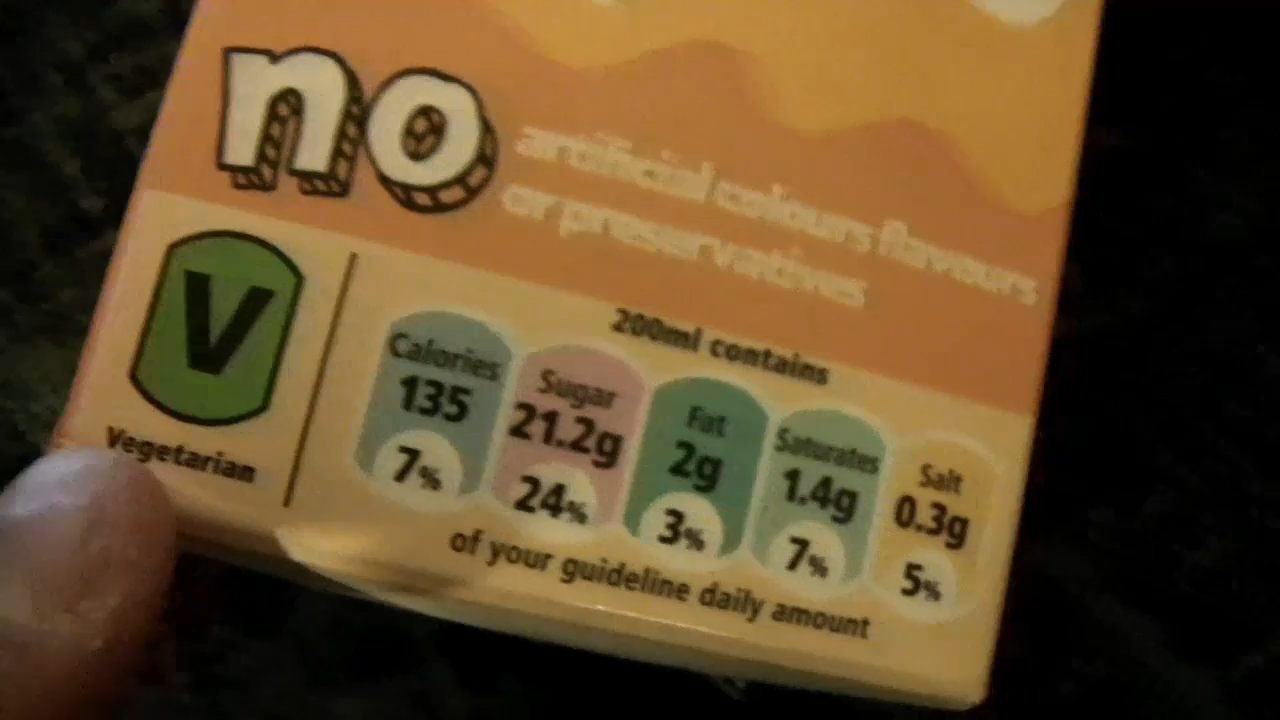 no
artificial colours flavours
or preservatives
V
Vegetarian
200ml contains
Calories
135
7%
Sugar
21.2g
24%
Fat
2g
3%
Saturates
1.4g
7%
Salt
0.3g
5%
of your guideline daily amount